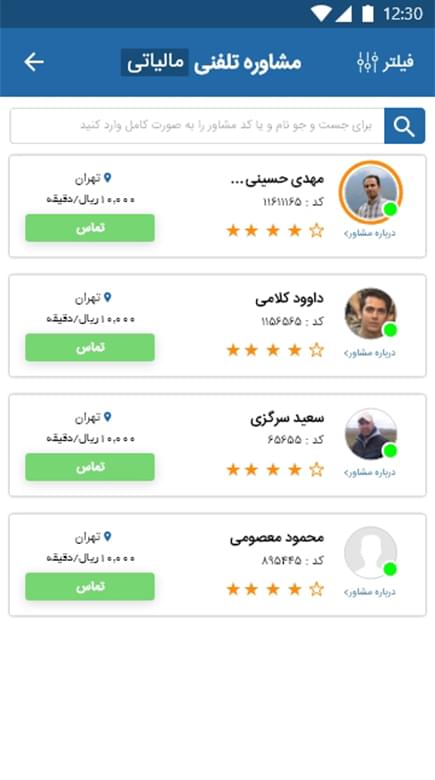 12:30
فیلتر
مشاوره تلفنی مالیاتی
برای جست و جو نام و یا کد مشاور را به صورت کامل وارد کنید
مهدی حسینی...
کد : ۱۱۶۱۱۱۶۵
درباره مشاور>
تهران
۱۰,۰۰۰ ریال/دقیقه
تماس
داوود کلامی
کد : ۱۱۵۶۵۶۵
درباره مشاور>
تهران
۱۰,۰۰۰ ریال/دقیقه
تماس
سعید سرگزی
کد : ۶۵۶۵۵
درباره مشاور>
تهران
۱۰,۰۰۰ ریال/دقیقه
تماس
محمود معصومی
کد : ۸۹۵۴۴۵
درباره مشاور>
تهران
۱۰,۰۰۰ ریال/دقیقه
تماس